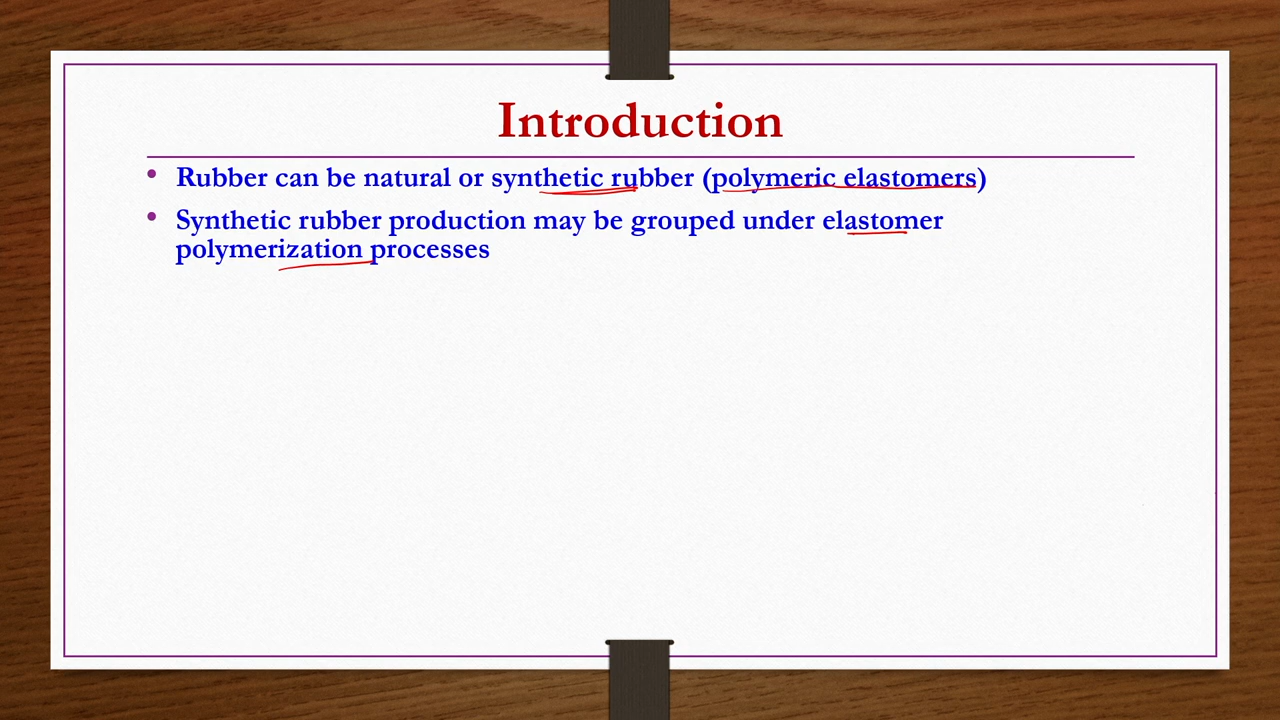 Introduction
• Rubber can be natural or synthetic rubber (polymeric elastomers)
• Synthetic rubber production may be grouped under elastomer
polymerization processes